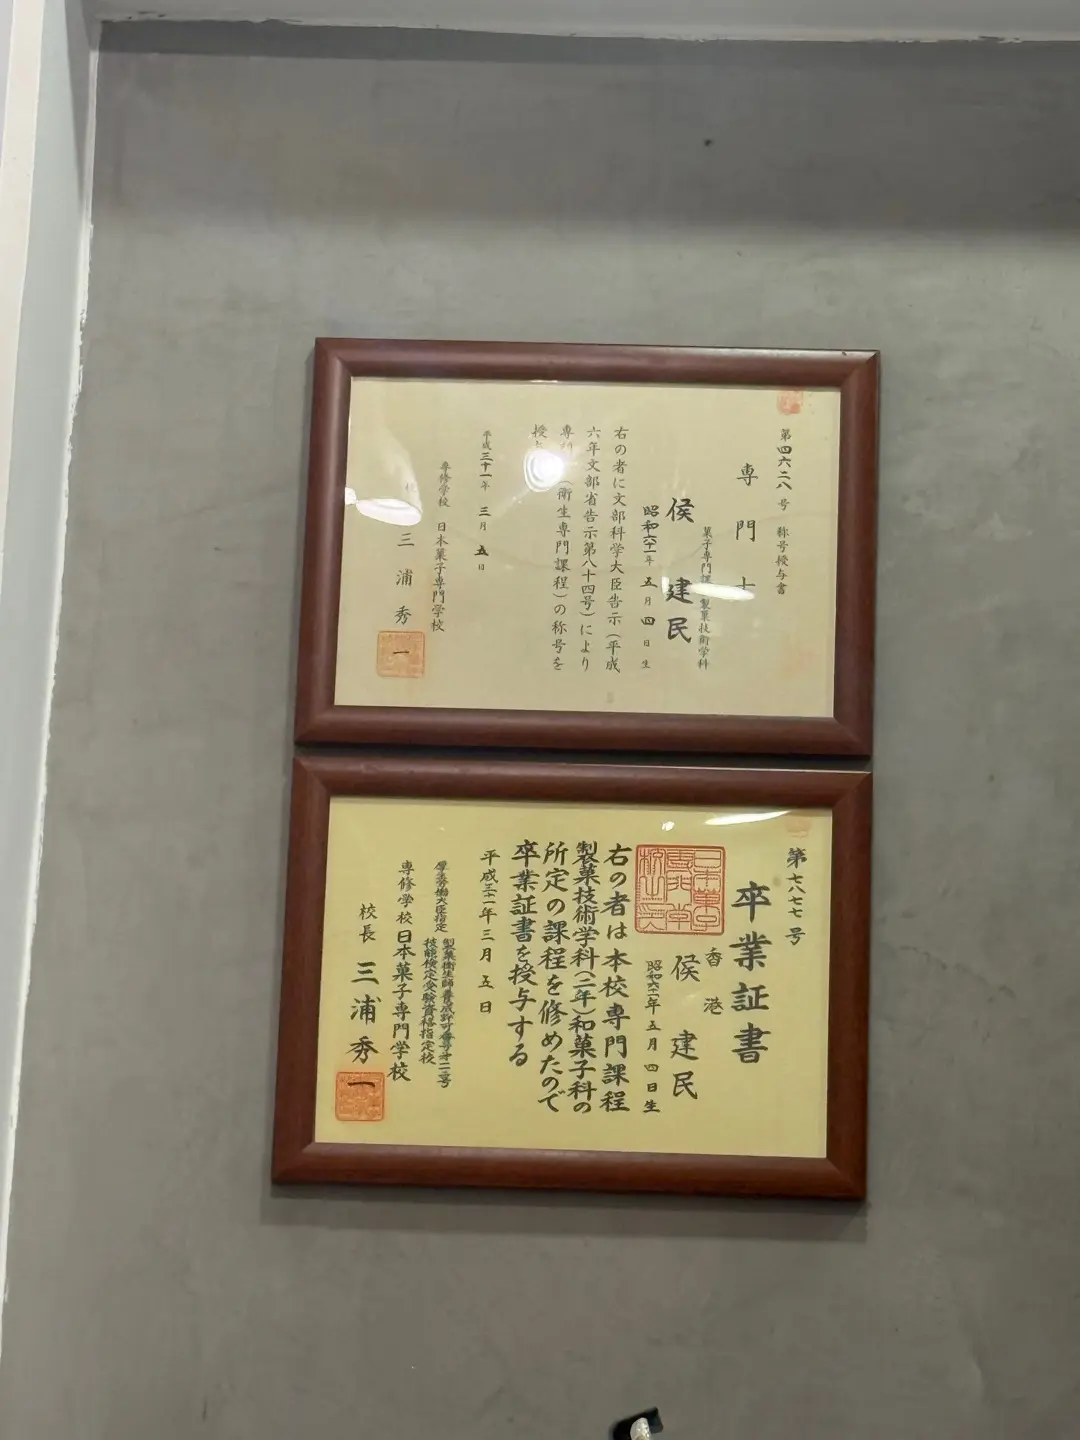 第四六二八号　称号授与書
専門士
菓子専門課　製菓技術学科
侯　建民
昭和六十一年五月四日生
右の者に文部科学大臣告示（平成
六年文部省告示第八十四号）により
（衛生専門課程）の称号を
授
平成三十一年三月五日
専修学校　日本菓子専門学校
三浦秀一
第七八七七号
卒業証書
香港
侯　建民
昭和六十一年五月四日生
右の者は本校専門課程
製菓技術学科（二年）和菓子科の
所定の課程を修めたので
卒業証書を授与する
平成三十一年三月五日
厚生労働大臣指定
製菓衛生師養成許可番号第二二号
技能検定受験資格指定校
専修学校日本菓子専門学校
校長　三浦秀一